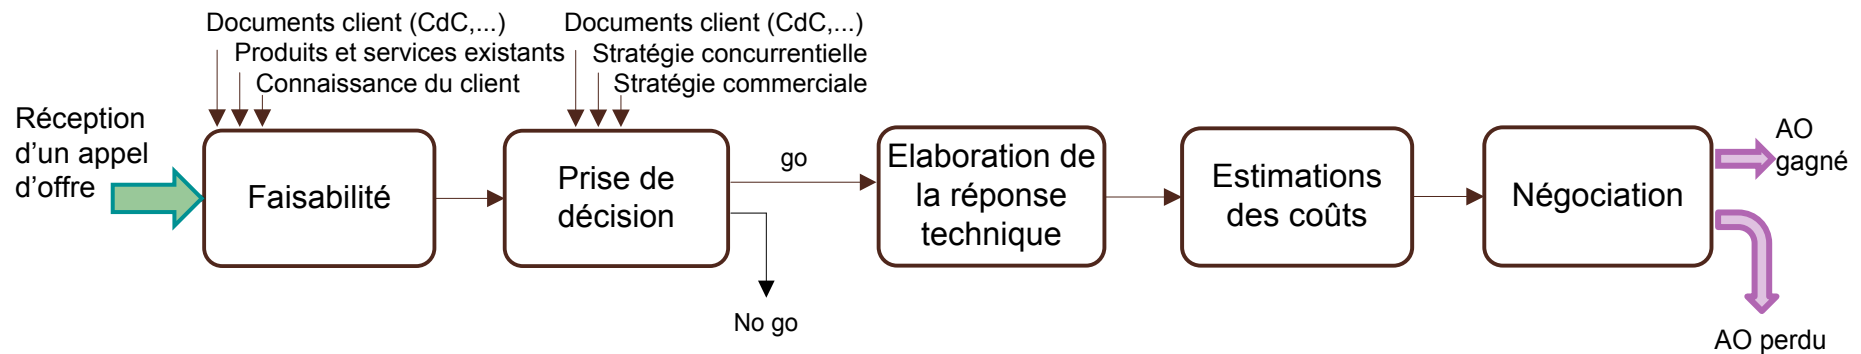 Documents client (CdC,...)
Produits et services existants
Connaissance du client
Documents client (CdC,...)
Stratégie concurrentielle
Stratégie commerciale
Réception
d’un appel
d’offre
Faisabilité
Prise de
décision
go
No go
Elaboration de
la réponse
technique
Estimations
des coûts
Négociation
AO
gagné
AO perdu